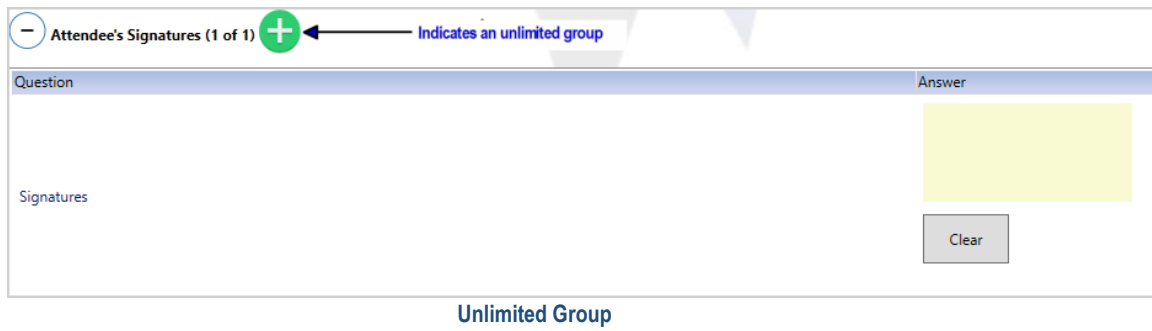 Attendee's Signatures (1 of 1) Indicates an unlimited group
Question Answer
Signatures
Clear
Unlimited Group